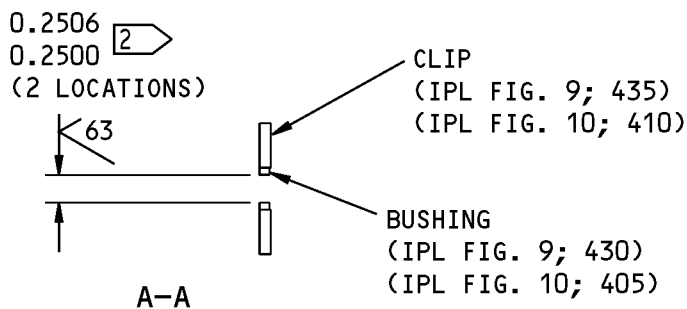 0.2506
0.2500 2
(2 LOCATIONS)
63
CLIP
(IPL FIG. 9; 435)
(IPL FIG. 10; 410)
BUSHING
(IPL FIG. 9; 430)
(IPL FIG. 10; 405)
A-A